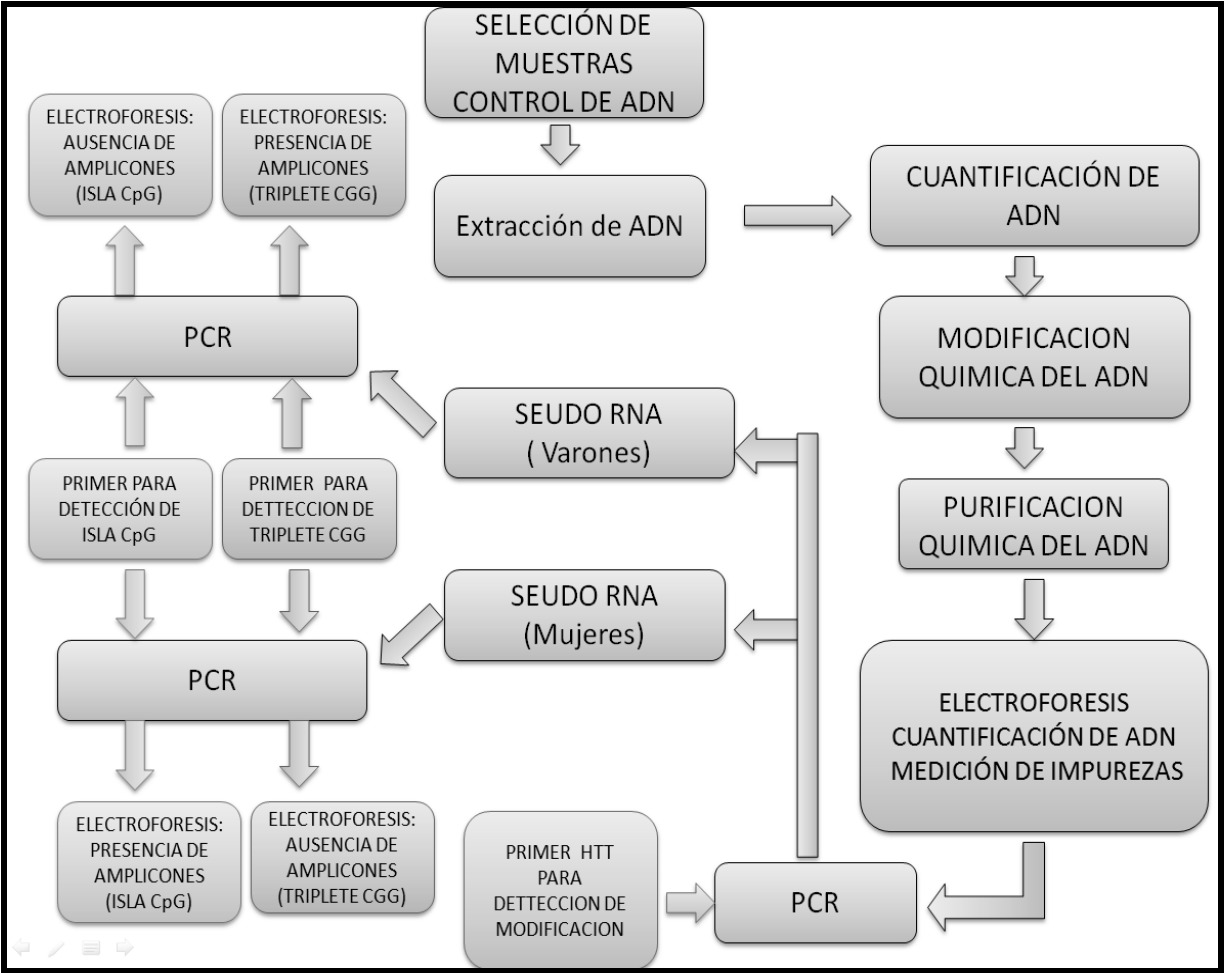 SELECCIÓN DE
MUESTRAS
CONTROL DE ADN
Extracción de ADN
CUANTIFICACIÓN DE
ADN
MODIFICACION
QUIMICA DEL ADN
PURIFICACION
QUIMICA DEL ADN
ELECTROFORESIS
CUANTIFICACIÓN DE ADN
MEDICIÓN DE IMPUREZAS
PRIMER HTT
PARA
DETTECCION DE
MODIFICACION
PCR
SEUDO RNA
( Varones)
SEUDO RNA
(Mujeres)
PRIMER PARA
DETECCIÓN DE
ISLA CpG
PRIMER PARA
DETTECCION DE
TRIPLETE CGG
PCR
ELECTROFORESIS:
AUSENCIA DE
AMPLICONES
(ISLA CpG)
ELECTROFORESIS:
PRESENCIA DE
AMPLICONES
(TRIPLETE CGG)
PCR
ELECTROFORESIS:
PRESENCIA DE
AMPLICONES
(ISLA CpG)
ELECTROFORESIS:
AUSENCIA DE
AMPLICONES
(TRIPLETE CGG)